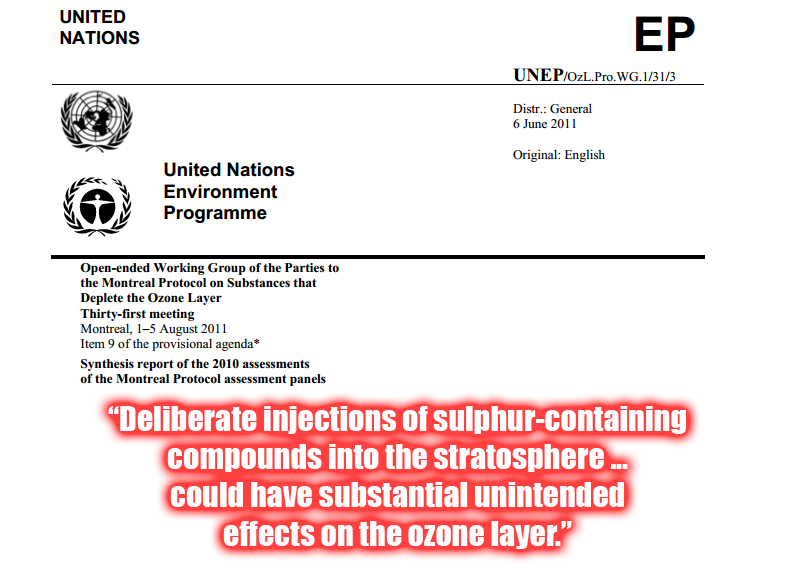 UNITED
NATIONS
EP
UNEP/OzL.Pro.WG.1/31/3
Distr.: General
6 June 2011
Original: English
United Nations
Environment
Programme
Open-ended Working Group of the Parties to
the Montreal Protocol on Substances that
Deplete the Ozone Layer
Thirty-first meeting
Montreal, 1–5 August 2011
Item 9 of the provisional agenda*
Synthesis report of the 2010 assessments
of the Montreal Protocol assessment panels
“Deliberate injections of sulphur-containing
compounds into the stratosphere ...
could have substantial unintended
effects on the ozone layer.”